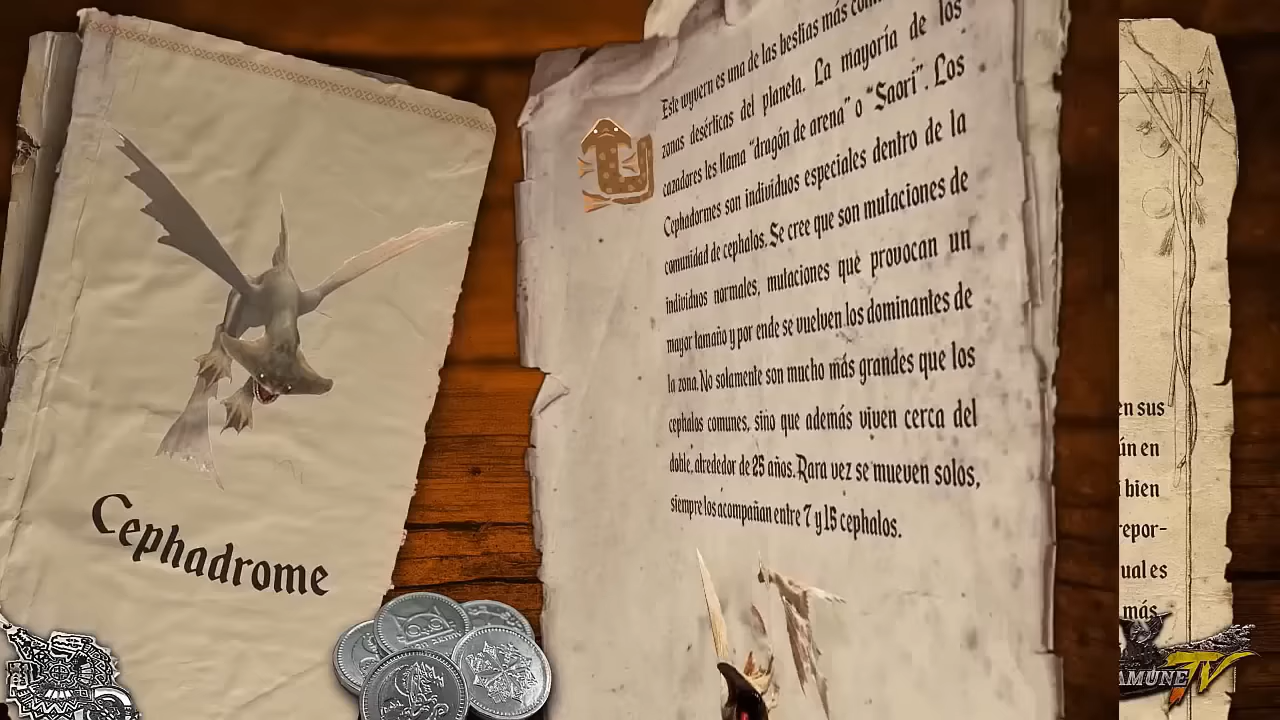 Cephadrome
Este wyvern es una de las bestias más
zonas desérticas del planeta. La mayoría de los
cazadores les llama "dragón de arena" o "Saori". Los
Cephadormes son individuos especiales dentro de la
comunidad de cephalos. Se cree que son mutaciones de
individuos normales, mutaciones que provocan un
mayor tamaño y por ende se vuelven los dominantes de
la zona. No solamente son mucho más grandes que los
cephalos comunes, sino que además viven cerca del
doble, alrededor de 25 años. Rara vez se mueven solos,
siempre los acompañan entre 7 y 15 cephalos.
en sus
ún en
bien
repor-
ual es
más
AMUNE TV